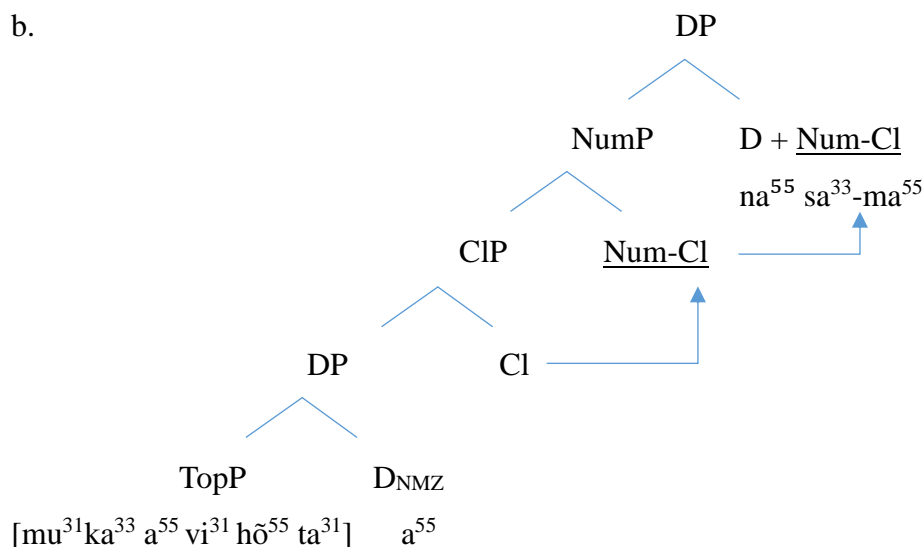 b.
DP
NumP D + Num-Cl
na⁵⁵ sa³³-ma⁵⁵
ClP Num-Cl
DP Cl
TopP D_NMZ
[mu³¹ka³³ a⁵⁵ vi³¹ hõ⁵⁵ ta³¹] a⁵⁵